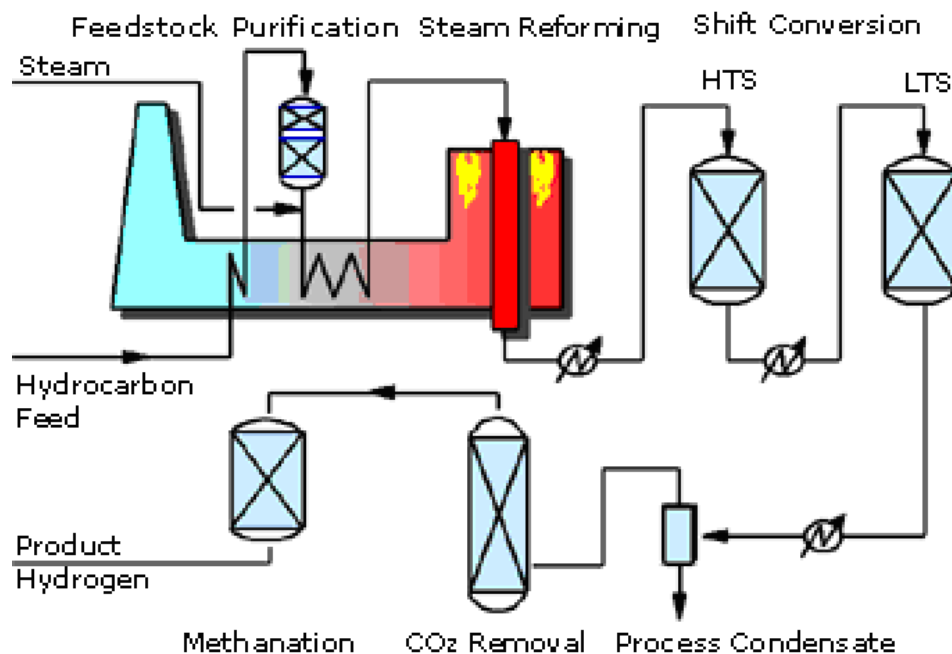 Feedstock Purification
Steam Reforming
Shift Conversion
Steam
HTS
LTS
Hydrocarbon
Feed
Product
Hydrogen
Methanation
CO2 Removal
Process Condensate